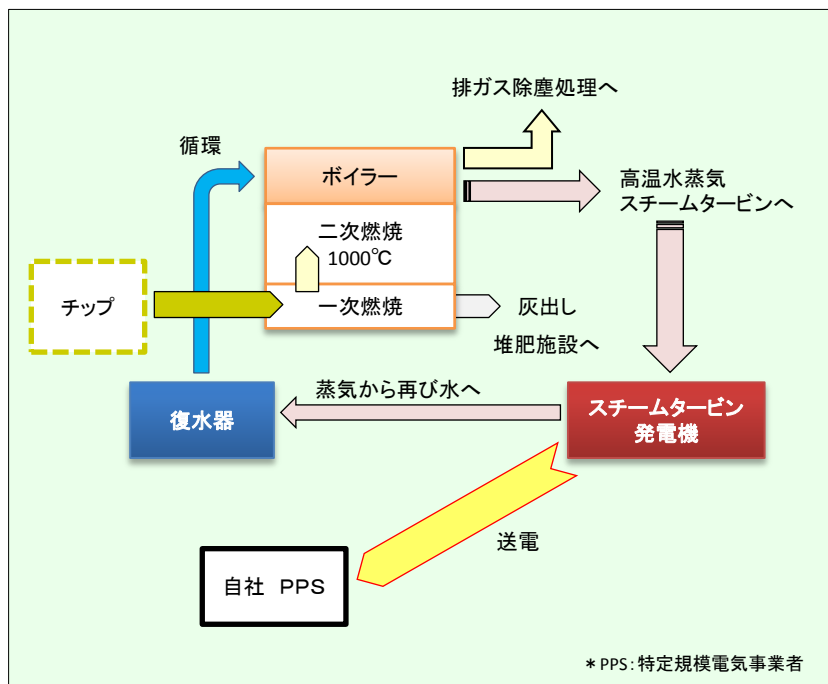 排ガス除塵処理へ
循環
ボイラー
高温水蒸気
スチームタービンへ
二次燃焼
1000℃
チップ
一次燃焼
灰出し
堆肥施設へ
蒸気から再び水へ
復水器
スチームタービン
発電機
送電
自社 PPS
*PPS:特定規模電気事業者